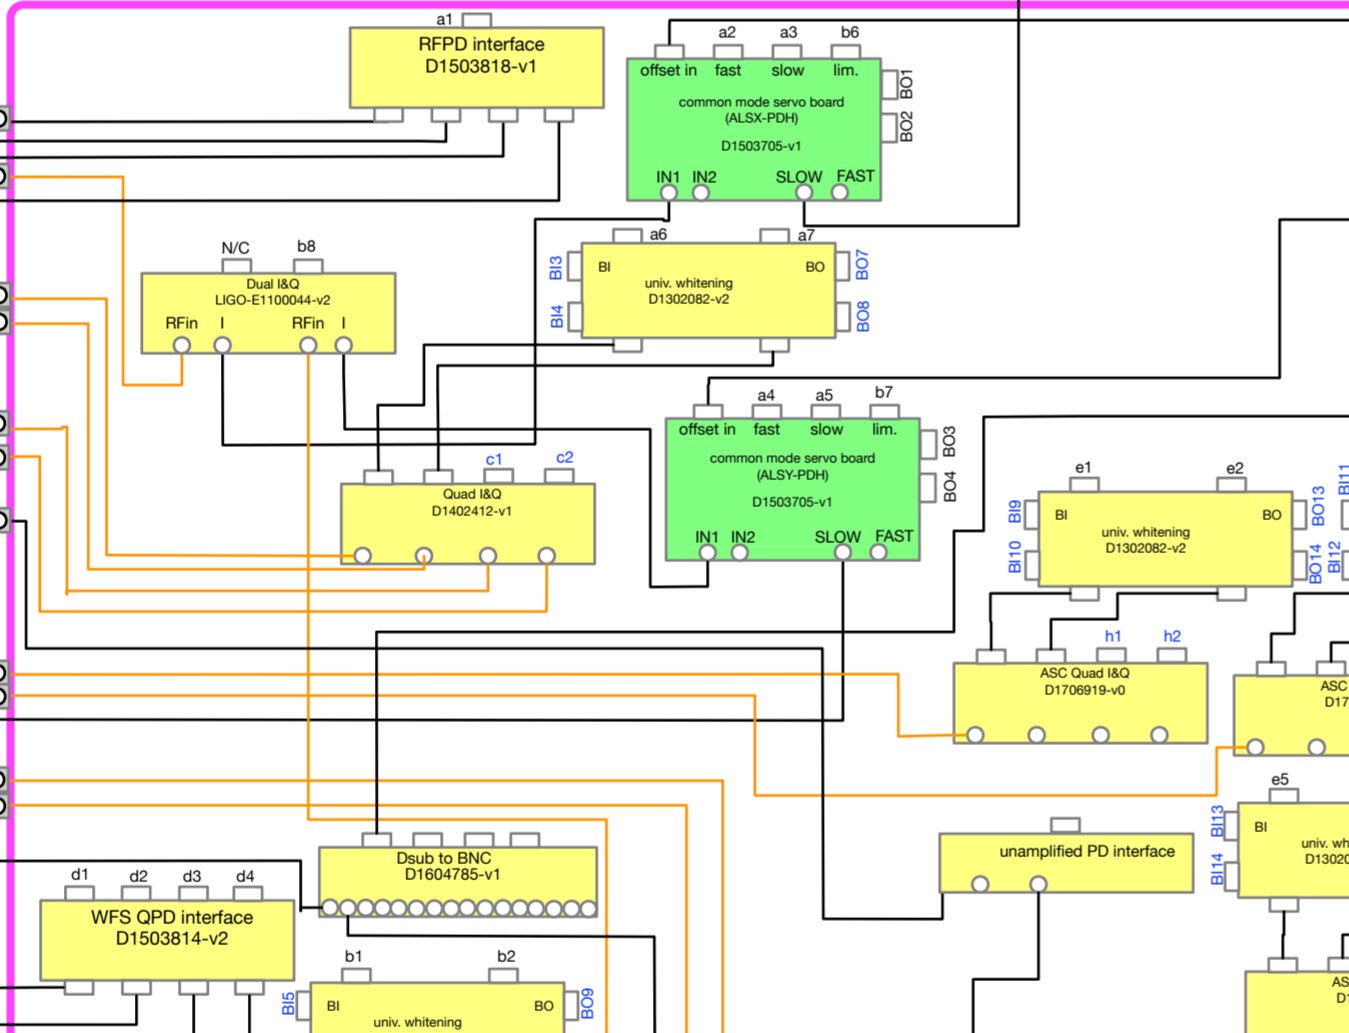 a1
RFPD interface
D1503818-v1
a2
a3
b6
offset in
fast
slow
lim.
BO1
BO2
common mode servo board
(ALSX-PDH)
D1503705-v1
IN1
IN2
SLOW
FAST
N/C
b8
Dual I&Q
LIGO-E1100044-v2
RFin
I
RFin
I
a6
a7
BI3
BI4
BI
BO
univ. whitening
D1302082-v2
BO7
BO8
a4
a5
b7
offset in
fast
slow
lim.
BO3
BO4
common mode servo board
(ALSY-PDH)
D1503705-v1
IN1
IN2
SLOW
FAST
c1
c2
Quad I&Q
D1402412-v1
e1
e2
BI9
BI10
BI
BO
univ. whitening
D1302082-v2
BO13
BO14
BI11
BI12
h1
h2
ASC Quad I&Q
D1706919-v0
ASC
D17
e5
BI13
BI14
BI
univ. wh
D13020
unamplified PD interface
Dsub to BNC
D1604785-v1
d1
d2
d3
d4
WFS QPD interface
D1503814-v2
b1
b2
BI5
BI
BO
BO9
univ. whitening
AS
D1